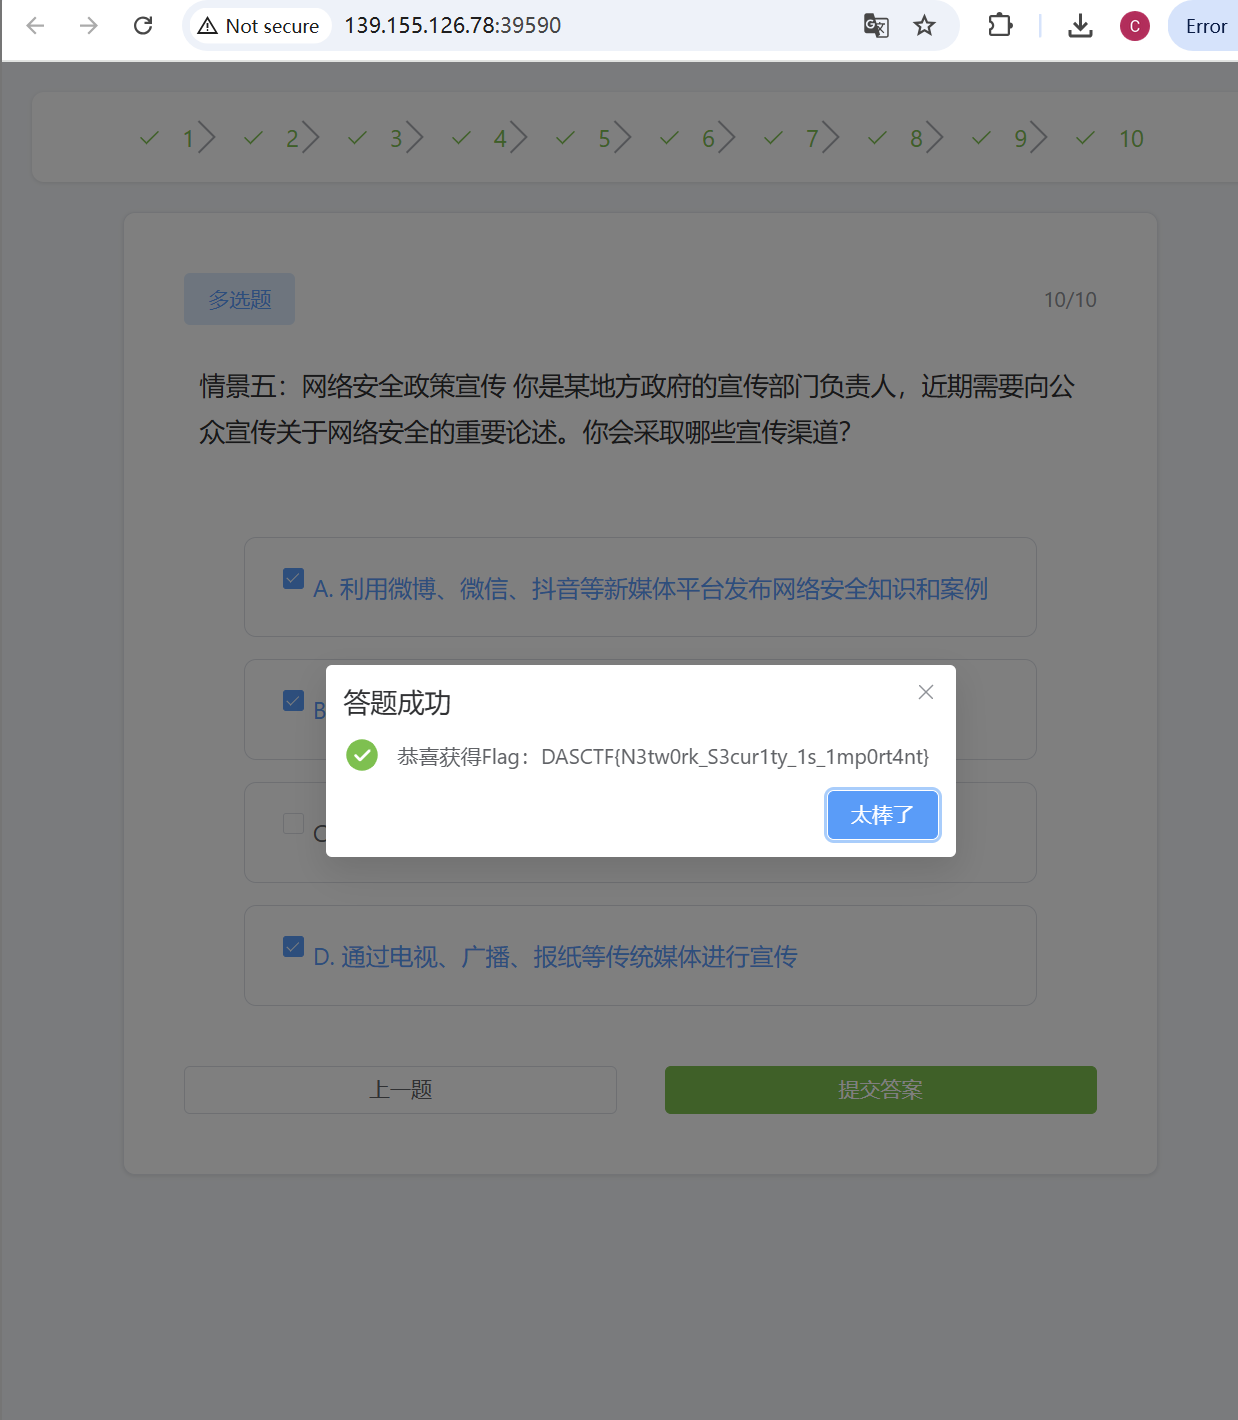 Not secure 139.155.126.78:39590 C Error
1 2 3 4 5 6 7 8 9 10
多选题 10/10
情景五：网络安全政策宣传 你是某地方政府的宣传部门负责人，近期需要向公
众宣传关于网络安全的重要论述。你会采取哪些宣传渠道？
A. 利用微博、微信、抖音等新媒体平台发布网络安全知识和案例
B
答题成功
恭喜获得Flag：DASCTF{N3tw0rk_S3cur1ty_1s_1mp0rt4nt}
太棒了
C
D. 通过电视、广播、报纸等传统媒体进行宣传
上一题 提交答案